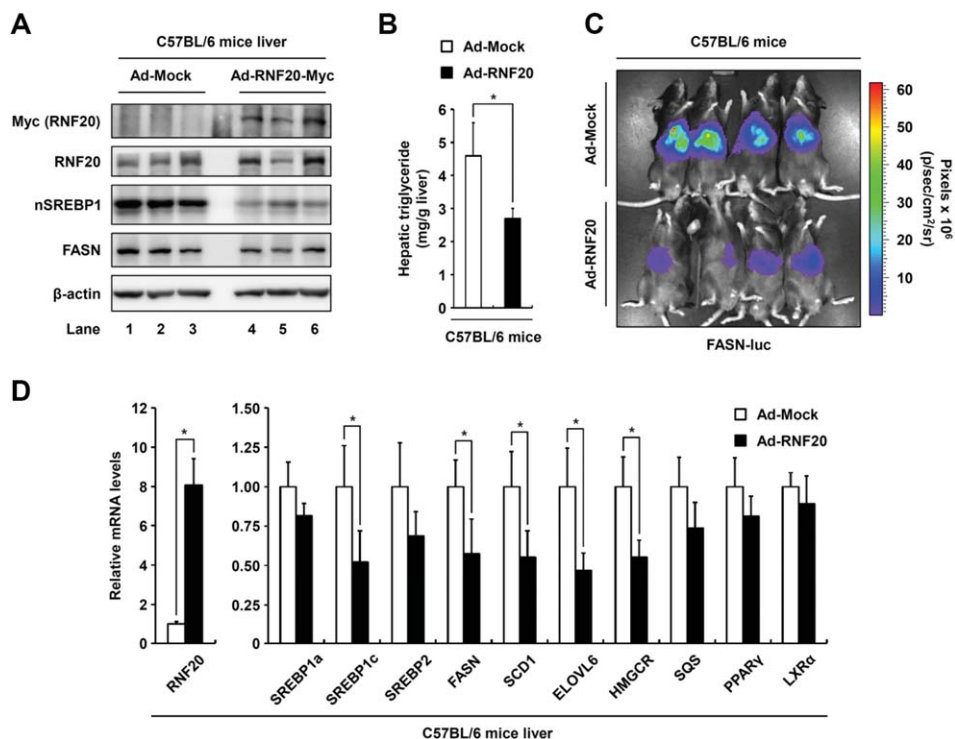 A
C57BL/6 mice liver
Ad-Mock Ad-RNF20-Myc
Myc (RNF20)
RNF20
nSREBP1
FASN
β-actin
Lane 1 2 3 4 5 6
B
Ad-Mock
Ad-RNF20
*
Hepatic triglyceride
(mg/g liver)
6
5
4
3
2
1
0
C57BL/6 mice
C
C57BL/6 mice
Ad-Mock
Ad-RNF20
60
50
40
30
20
10
Pixels x 10⁶
(p/sec/cm²/sr)
FASN-luc
D
Relative mRNA levels
12
10
8
6
4
2
0
*
RNF20
1.50
1.25
1.00
0.75
0.50
0.25
0
Ad-Mock
Ad-RNF20
* * * * *
SREBP1a SREBP1c SREBP2 FASN SCD1 ELOVL6 HMGCR SQS PPARγ LXRα
C57BL/6 mice liver